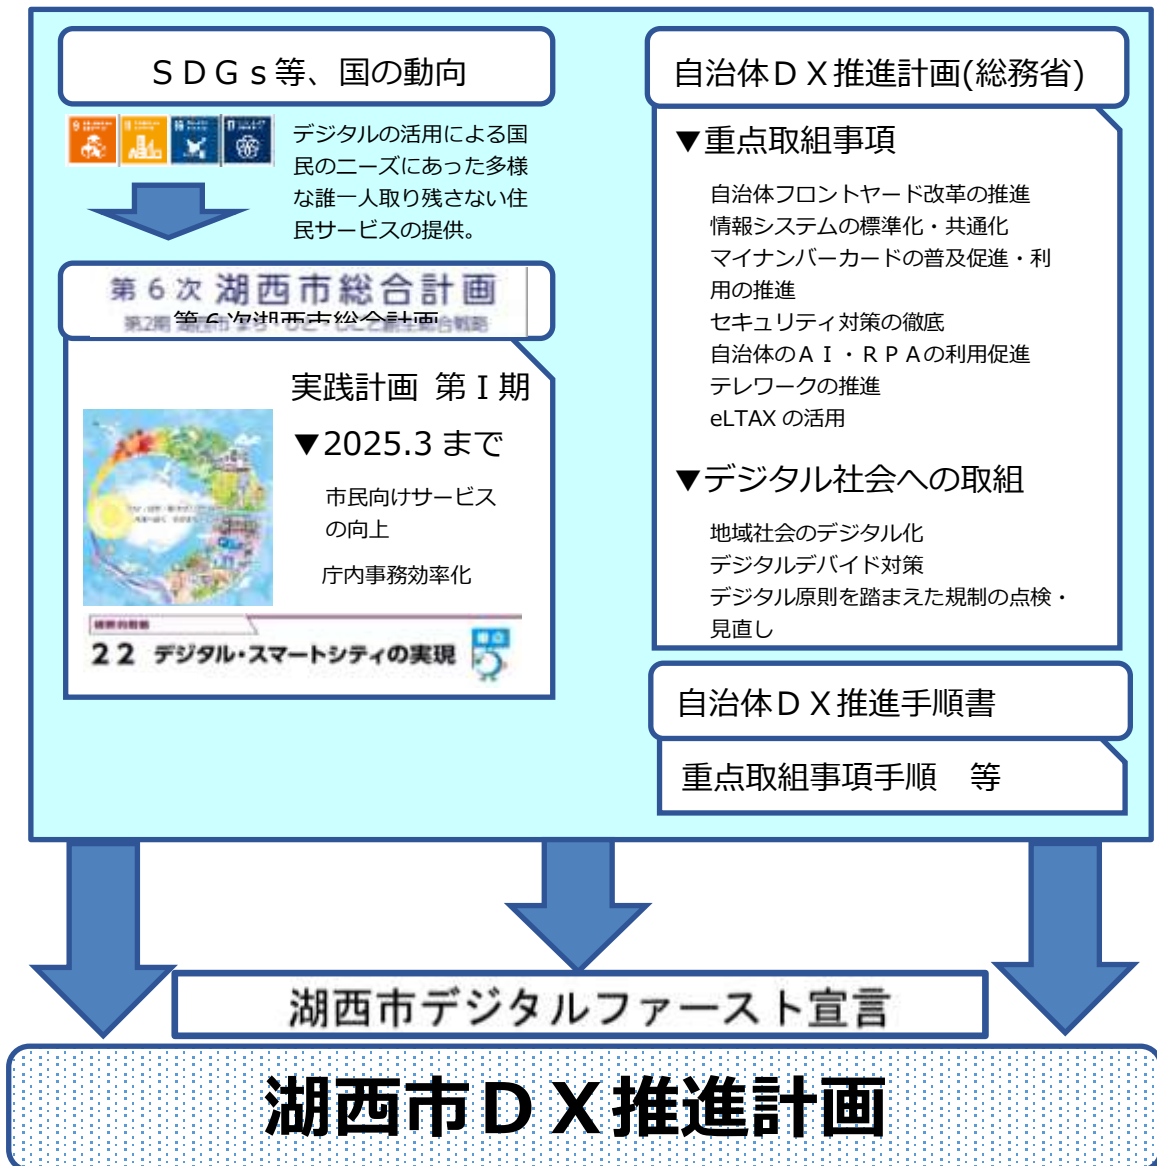 ＳＤＧｓ等、国の動向
デジタルの活用による国
民のニーズにあった多様
な誰一人取り残さない住
民サービスの提供。
第６次 湖西市総合計画
第６次湖西市総合計画
実践計画 第Ⅰ期
▼2025.3 まで
市民向けサービス
の向上
庁内事務効率化
２２ デジタル・スマートシティの実現
自治体ＤＸ推進計画(総務省)
▼重点取組事項
自治体フロントヤード改革の推進
情報システムの標準化・共通化
マイナンバーカードの普及促進・利
用の推進
セキュリティ対策の徹底
自治体のＡＩ・ＲＰＡの利用促進
テレワークの推進
eLTAX の活用
▼デジタル社会への取組
地域社会のデジタル化
デジタルデバイド対策
デジタル原則を踏まえた規制の点検・
見直し
自治体ＤＸ推進手順書
重点取組事項手順　等
湖西市デジタルファースト宣言
湖西市ＤＸ推進計画